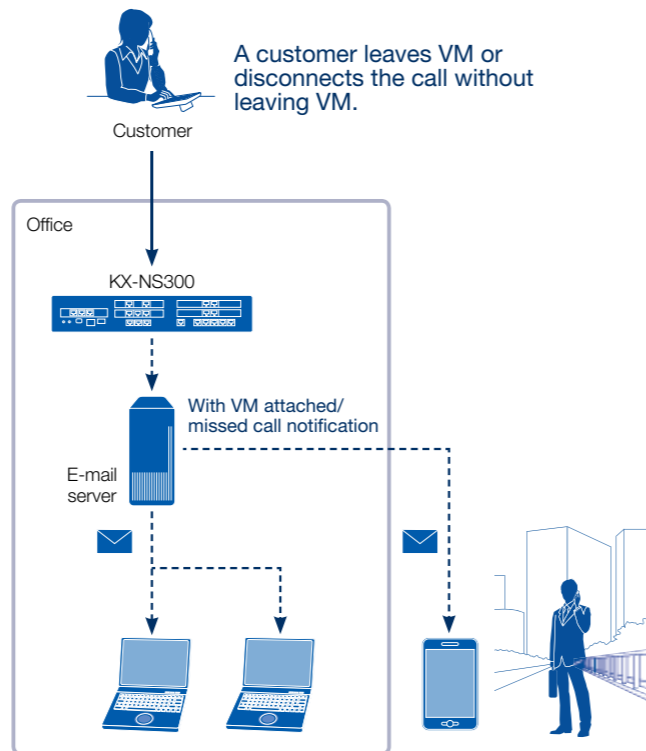 A customer leaves VM or
disconnects the call without
leaving VM.
Customer
Office
KX-NS300
With VM attached/
missed call notification
E-mail
server